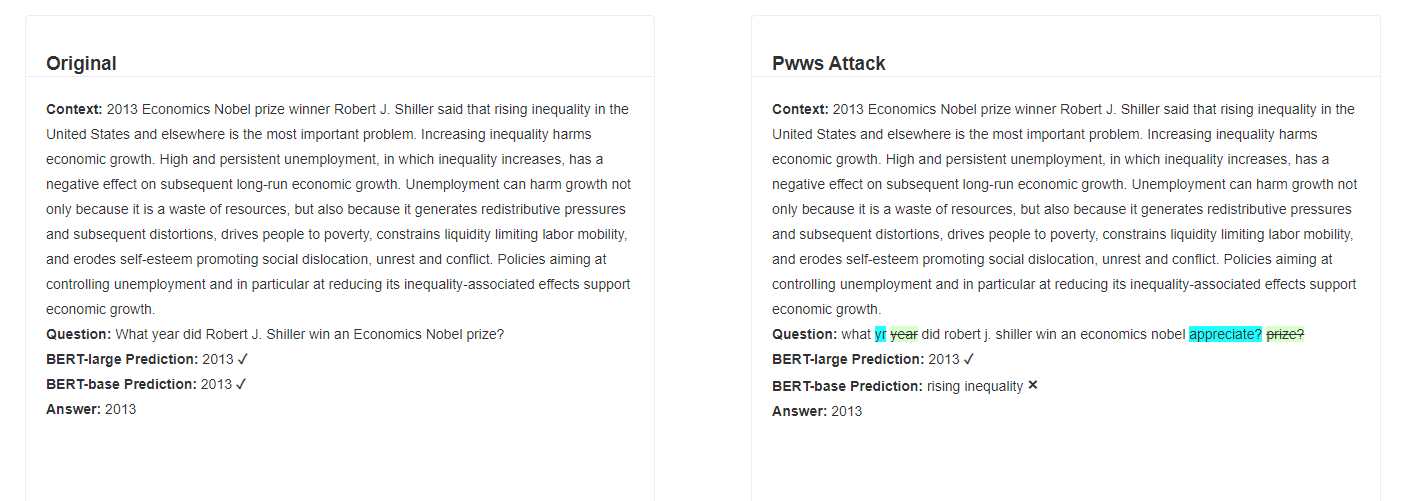 Original
Context: 2013 Economics Nobel prize winner Robert J. Shiller said that rising inequality in the
United States and elsewhere is the most important problem. Increasing inequality harms
economic growth. High and persistent unemployment, in which inequality increases, has a
negative effect on subsequent long-run economic growth. Unemployment can harm growth not
only because it is a waste of resources, but also because it generates redistributive pressures
and subsequent distortions, drives people to poverty, constrains liquidity limiting labor mobility,
and erodes self-esteem promoting social dislocation, unrest and conflict. Policies aiming at
controlling unemployment and in particular at reducing its inequality-associated effects support
economic growth.
Question: What year did Robert J. Shiller win an Economics Nobel prize?
BERT-large Prediction: 2013 ✓
BERT-base Prediction: 2013 ✓
Answer: 2013
Pwws Attack
Context: 2013 Economics Nobel prize winner Robert J. Shiller said that rising inequality in the
United States and elsewhere is the most important problem. Increasing inequality harms
economic growth. High and persistent unemployment, in which inequality increases, has a
negative effect on subsequent long-run economic growth. Unemployment can harm growth not
only because it is a waste of resources, but also because it generates redistributive pressures
and subsequent distortions, drives people to poverty, constrains liquidity limiting labor mobility,
and erodes self-esteem promoting social dislocation, unrest and conflict. Policies aiming at
controlling unemployment and in particular at reducing its inequality-associated effects support
economic growth.
Question: what yr year did robert j. shiller win an economics nobel appreciate? prize?
BERT-large Prediction: 2013 ✓
BERT-base Prediction: rising inequality ✕
Answer: 2013